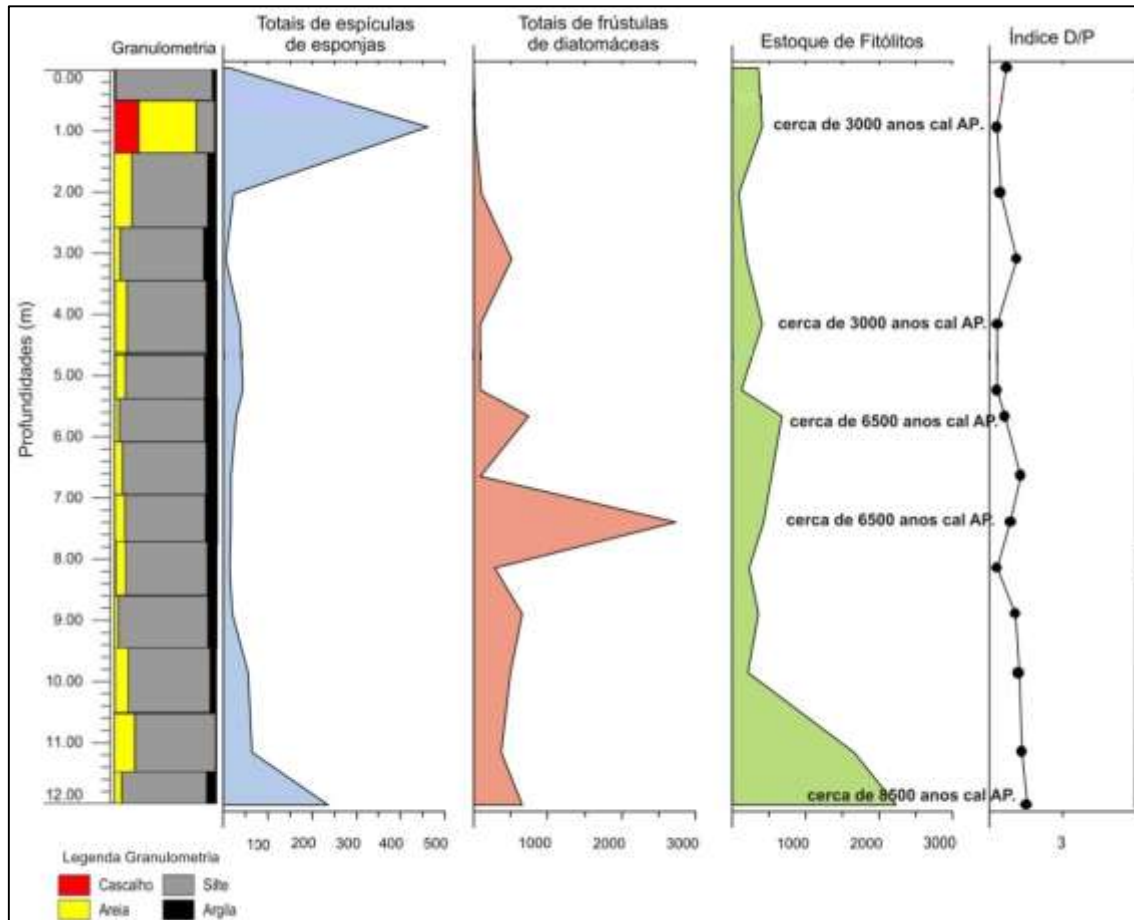 Granulometria
Totais de espículas
de esponjas
Totais de frústulas
de diatomáceas
Estoque de Fitólitos
Índice D/P
Profundidades (m)
0.00
1.00
2.00
3.00
4.00
5.00
6.00
7.00
8.00
9.00
10.00
11.00
12.00
cerca de 3000 anos cal AP.
cerca de 3000 anos cal AP.
cerca de 6500 anos cal AP.
cerca de 6500 anos cal AP.
cerca de 8500 anos cal AP.
100 200 300 400 500
1000 2000 3000
1000 2000 3000
3
Legenda Granulometria
Cascalho
Silte
Areia
Argila